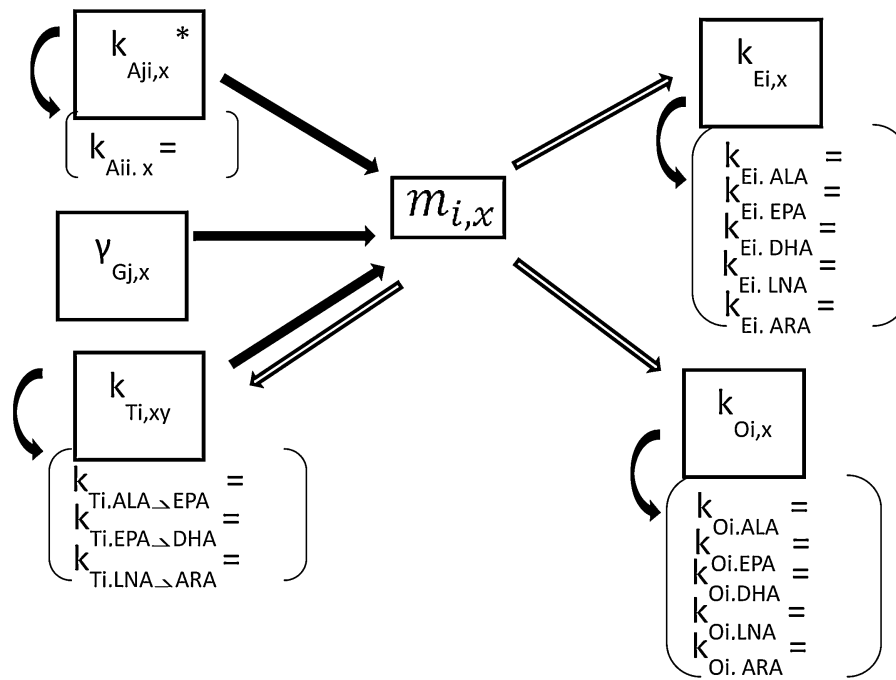 k Aji,x *
k Aii. x =
γ Gj,x
k Ti,xy
k Ti.ALA⇁EPA =
k Ti.EPA⇁DHA =
k Ti.LNA⇁ARA =
m i,x
k Ei,x
k Ei. ALA =
k Ei. EPA =
k Ei. DHA =
k Ei. LNA =
k Ei. ARA =
k Oi,x
k Oi.ALA =
k Oi.EPA =
k Oi.DHA =
k Oi.LNA =
k Oi. ARA =